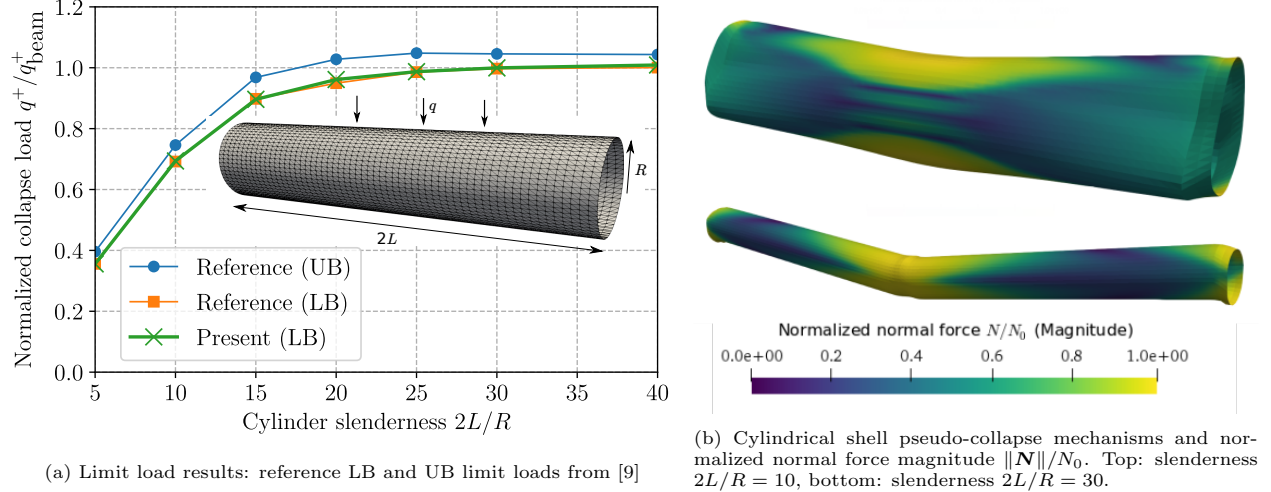 1.2
1.0
0.8
0.6
0.4
0.2
0.0
Normalized collapse load q⁺/q⁺beam
q
R
2L
Reference (UB)
Reference (LB)
Present (LB)
5 10 15 20 25 30 35 40
Cylinder slenderness 2L/R
(a) Limit load results: reference LB and UB limit loads from [9]
Normalized normal force N/N₀ (Magnitude)
0.0e+00 0.2 0.4 0.6 0.8 1.0e+00
(b) Cylindrical shell pseudo-collapse mechanisms and nor-
malized normal force magnitude ‖N‖/N₀. Top: slenderness
2L/R = 10, bottom: slenderness 2L/R = 30.